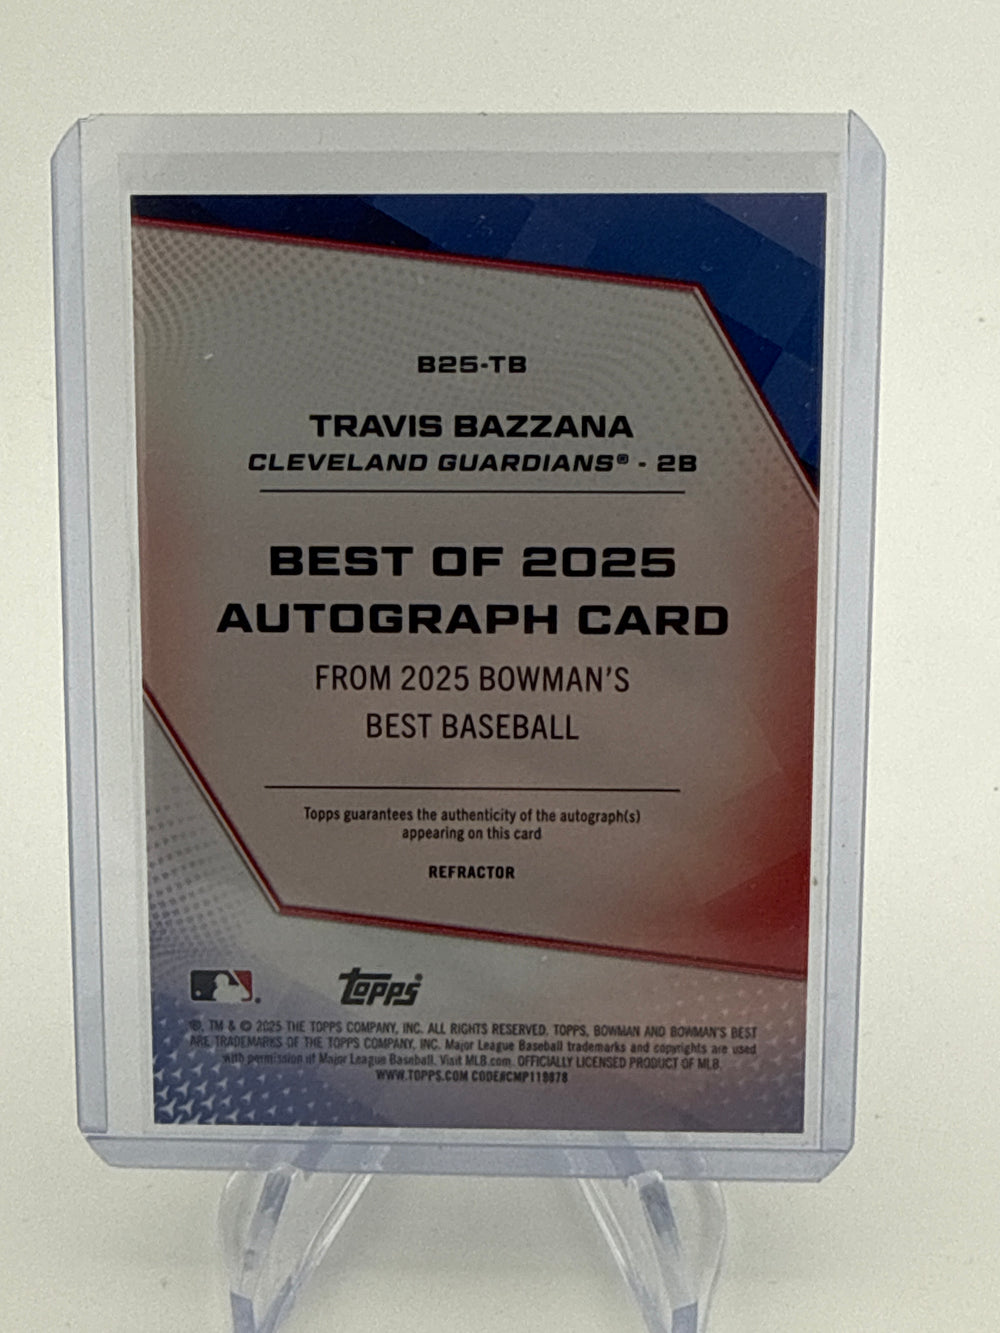 B25-TB
TRAVIS BAZZANA
CLEVELAND GUARDIANS® - 2B
BEST OF 2025
AUTOGRAPH CARD
FROM 2025 BOWMAN'S
BEST BASEBALL
Topps guarantees the authenticity of the autograph(s)
appearing on this card
REFRACTOR
topps
®, TM & © 2025 THE TOPPS COMPANY, INC. ALL RIGHTS RESERVED. TOPPS, BOWMAN AND BOWMAN'S BEST
ARE TRADEMARKS OF THE TOPPS COMPANY, INC. Major League Baseball trademarks and copyrights are used
with permission of Major League Baseball. Visit MLB.com. OFFICIALLY LICENSED PRODUCT OF MLB.
WWW.TOPPS.COM CODE#CMP119878